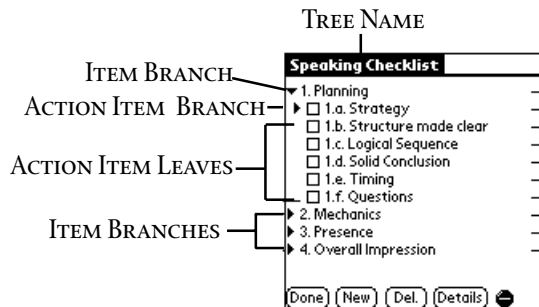 TREE NAME
Speaking Checklist
ITEM BRANCH
1. Planning
ACTION ITEM BRANCH
1.a. Strategy
1.b. Structure made clear
1.c. Logical Sequence
ACTION ITEM LEAVES
1.d. Solid Conclusion
1.e. Timing
1.f. Questions
ITEM BRANCHES
2. Mechanics
3. Presence
4. Overall Impression
Done New Del. Details